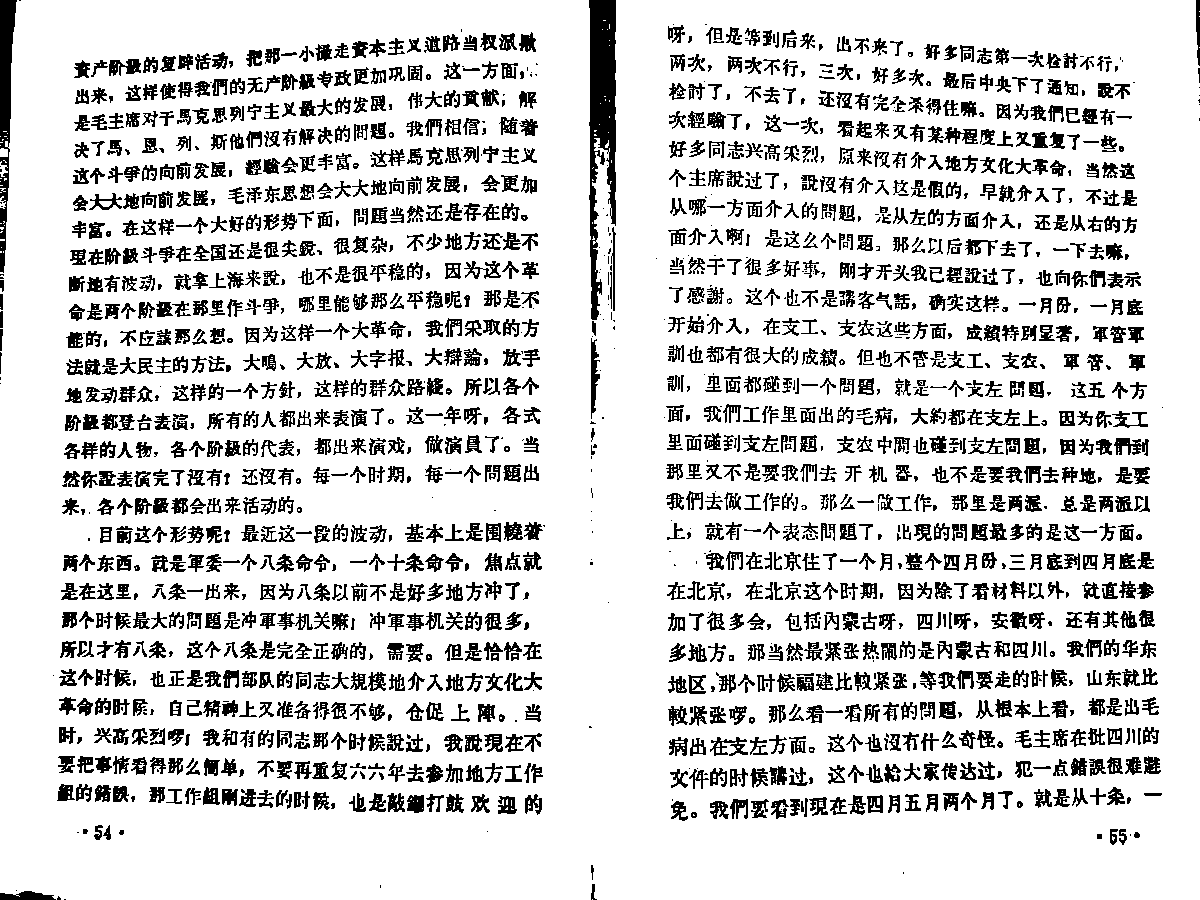 资产阶級的复辟活动，把那一小撮走資本主义道路当权派揪
出来，这样使得我們的无产阶級专政更加巩固。这一方面，
是毛主席对于馬克思列宁主义最大的发展，伟大的貢献，解
决了馬、恩、列、斯他們沒有解决的問題。我們相信，随着
这个斗爭的向前发展，經驗会更丰富。这样馬克思列宁主义
会大大地向前发展，毛泽东思想会大大地向前发展，会更加
丰富。在这样一个大好的形势下面，問題当然还是存在的。
現在阶級斗爭在全国还是很尖銳、很复杂，不少地方还是不
断地有波动，就拿上海来說，也不是很平稳的，因为这个革
命是两个阶級在那里作斗爭，哪里能够那么平稳呢？那是不
能的，不应該那么想。因为这样一个大革命，我們采取的方
法就是大民主的方法，大鳴、大放、大字报、大辯論，放手
地发动群众，这样的一个方針，这样的群众路綫。所以各个
阶級都登台表演，所有的人都出来表演了。这一年呀，各式
各样的人物，各个阶級的代表，都出来演戏，做演員了。当
然你說表演完了沒有？还沒有。每一个时期，每一个問題出
来，各个阶級都会出来活动的。
目前这个形势呢？最近这一段的波动，基本上是围繞着
两个东西。就是軍委一个八条命令，一个十条命令，焦点就
是在这里，八条一出来，因为八条以前不是好多地方冲了，
那个时候最大的問題是冲軍事机关嘛！冲軍事机关的很多，
所以才有八条，这个八条是完全正确的，需要。但是恰恰在
这个时候，也正是我們部队的同志大規模地介入地方文化大
革命的时候，自己精神上又准备得很不够，仓促上陣。当
时，兴高采烈啰！我和有的同志那个时候說过，我說現在不
要把事情看得那么簡单，不要再重复六六年去参加地方工作
組的錯誤，那工作組剛进去的时候，也是敲鑼打鼓欢迎的
·54·
呀，但是等到后来，出不来了。好多同志第一次检討不行，
两次，两次不行，三次，好多次。最后中央下了通知，說不
检討了，不去了，还沒有完全杀得住嘛。因为我們已經有一
次經驗了，这一次，看起来又有某种程度上又重复了一些。
好多同志兴高采烈，原来沒有介入地方文化大革命，当然这
个主席說过了，說沒有介入这是假的，早就介入了，不过是
从哪一方面介入的問題，是从左的方面介入，还是从右的方
面介入啊！是这么个問題。那么以后都下去了，一下去嘛，
当然干了很多好事，刚才开头我已經說过了，也向你們表示
了感謝。这个也不是講客气話，确实这样。一月份，一月底
开始介入，在支工、支农这些方面，成績特別显著，軍管軍
訓也都有很大的成績。但也不管是支工、支农、軍管、軍
訓，里面都碰到一个問題，就是一个支左問題，这五个方
面，我們工作里面出的毛病，大約都在支左上。因为你支工
里面碰到支左問題，支农中間也碰到支左問題，因为我們到
那里又不是要我們去开机器，也不是要我們去种地，是要
我們去做工作的。那么一做工作，那里是两派，总是两派以
上，就有一个表态問題了，出現的問題最多的是这一方面。
我們在北京住了一个月，整个四月份，三月底到四月底是
在北京，在北京这个时期，因为除了看材料以外，就直接参
加了很多会，包括內蒙古呀，四川呀，安徽呀，还有其他很
多地方。那当然最紧张热鬧的是內蒙古和四川。我們的华东
地区，那个时候福建比較紧张，等我們要走的时候，山东就比
較紧张啰。那么看一看所有的問題，从根本上看，都是出毛
病出在支左方面。这个也沒有什么奇怪。毛主席在批四川的
文件的时候講过，这个也給大家传达过，犯一点錯誤很难避
免。我們要看到現在是四月五月两个月了。就是从十条，一
·55·